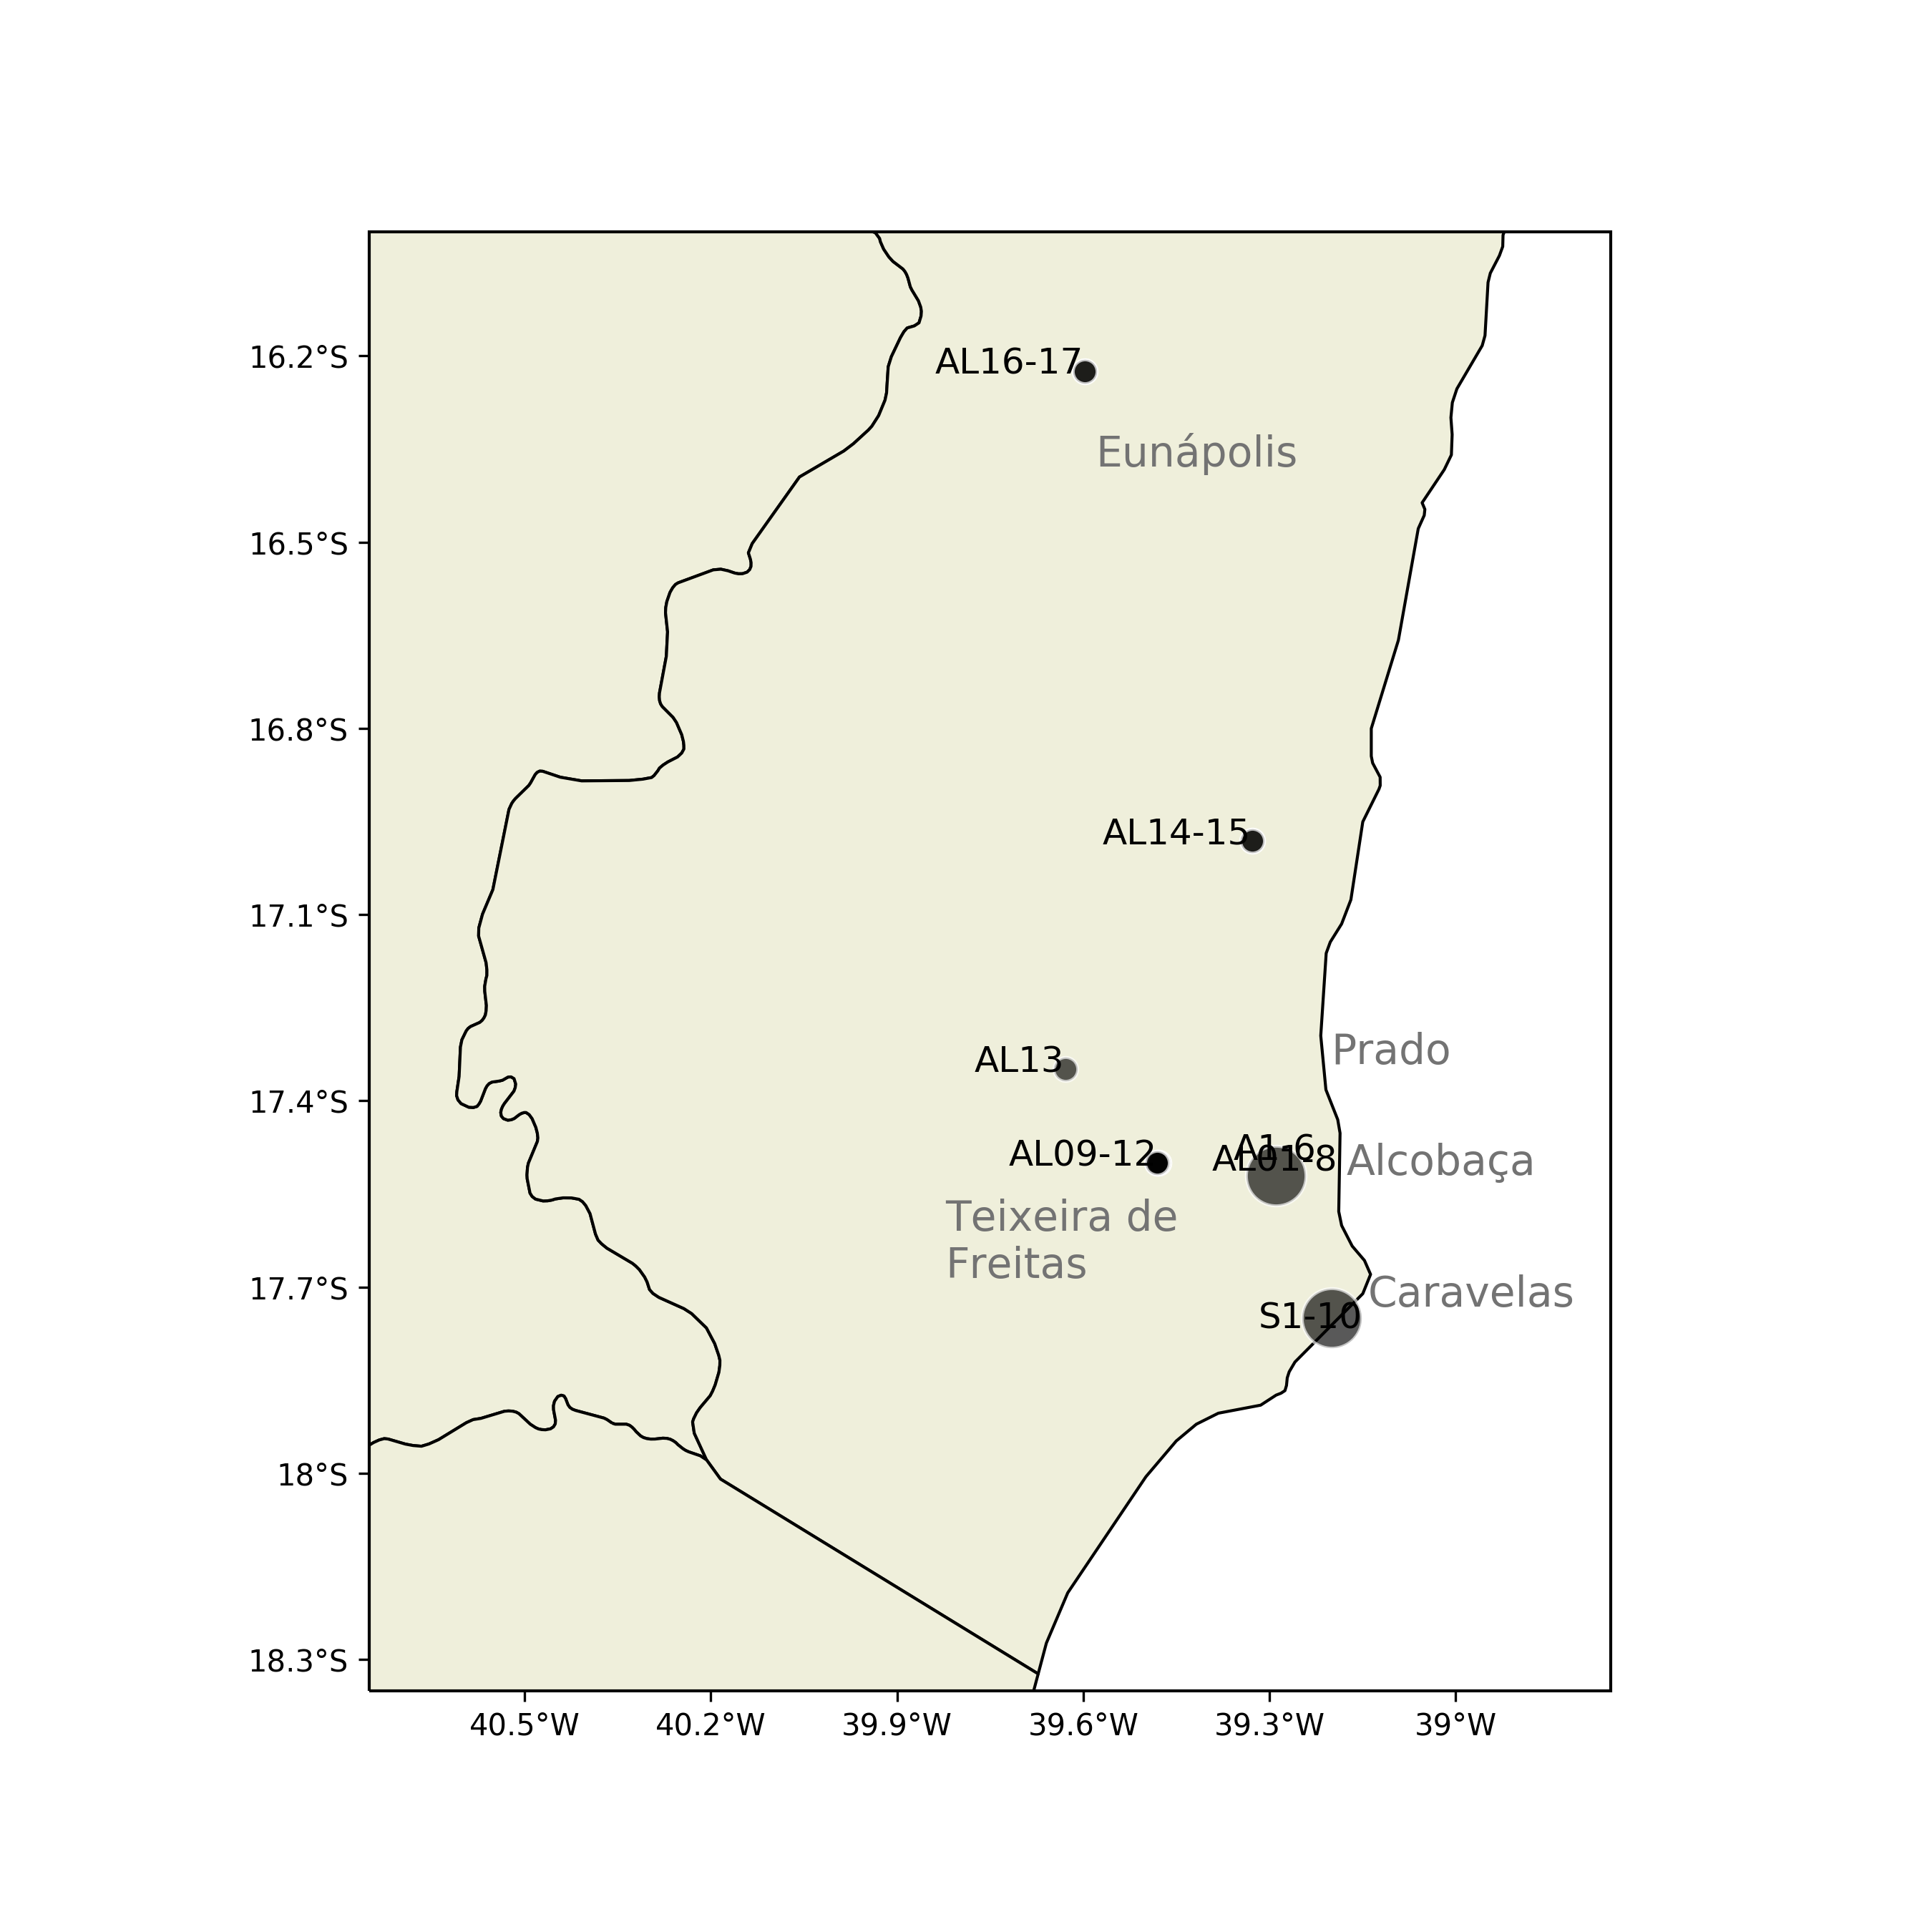 16.2°S
AL16-17
Eunápolis
16.5°S
16.8°S
AL14-15
17.1°S
Prado
AL13
17.4°S
A1-6
AL09-12
AL01-8
Alcobaça
Teixeira de
Freitas
17.7°S
Caravelas
S1-10
18°S
18.3°S
40.5°W
40.2°W
39.9°W
39.6°W
39.3°W
39°W